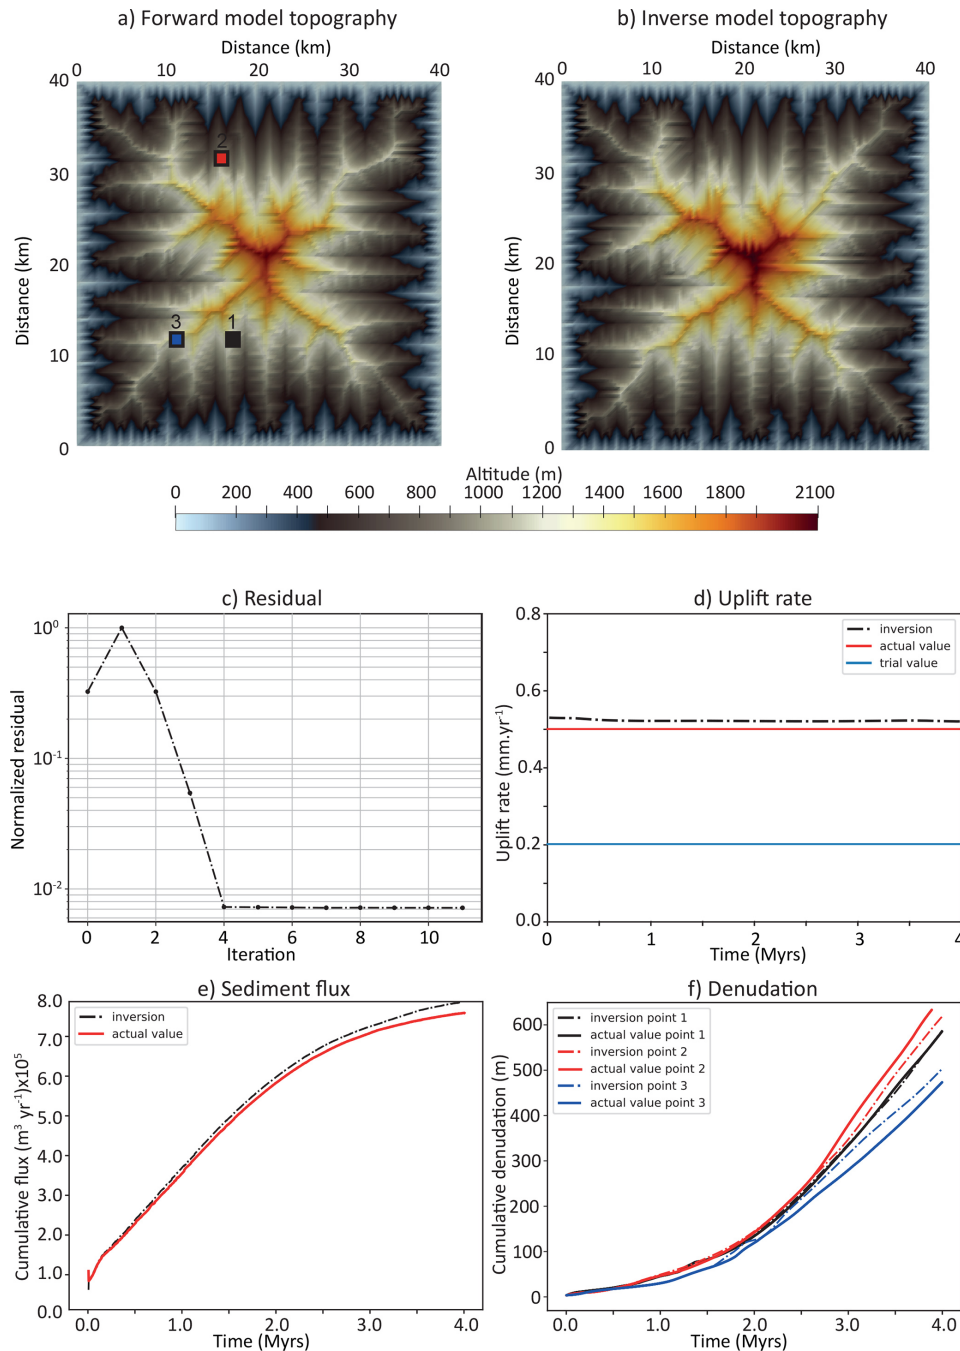 a) Forward model topography
b) Inverse model topography
Distance (km)
Distance (km)
0 10 20 30 40
0 10 20 30 40
40
30
20
10
0
Distance (km)
40
30
20
10
0
Distance (km)
2
3
1
Altitude (m)
0 200 400 600 800 1000 1200 1400 1600 1800 2100
c) Residual
10⁰
10⁻¹
10⁻²
Normalized residual
0 2 4 6 8 10
Iteration
d) Uplift rate
0.8
0.6
0.4
0.2
0.0
Uplift rate (mm.yr⁻¹)
inversion
actual value
trial value
0 1 2 3 4
Time (Myrs)
e) Sediment flux
8.0
7.0
6.0
5.0
4.0
3.0
2.0
1.0
0.0
Cumulative flux (m³ yr⁻¹)x10⁵
inversion
actual value
0.0 1.0 2.0 3.0 4.0
Time (Myrs)
f) Denudation
600
500
400
300
200
100
0
Cumulative denudation (m)
inversion point 1
actual value point 1
inversion point 2
actual value point 2
inversion point 3
actual value point 3
0.0 1.0 2.0 3.0 4.0
Time (Myrs)